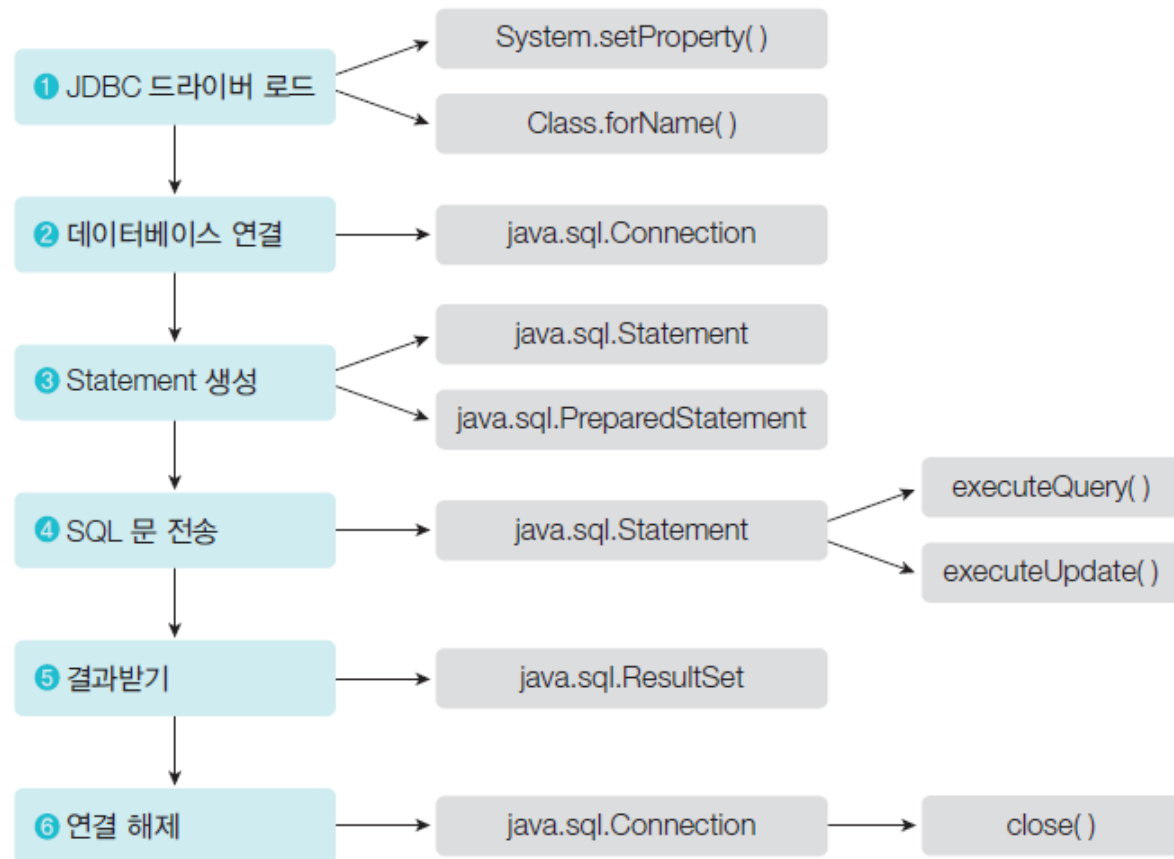 ❶ JDBC 드라이버 로드
System.setProperty( )
Class.forName( )
❷ 데이터베이스 연결
java.sql.Connection
❸ Statement 생성
java.sql.Statement
java.sql.PreparedStatement
❹ SQL 문 전송
java.sql.Statement
executeQuery( )
executeUpdate( )
❺ 결과받기
java.sql.ResultSet
❻ 연결 해제
java.sql.Connection
close( )